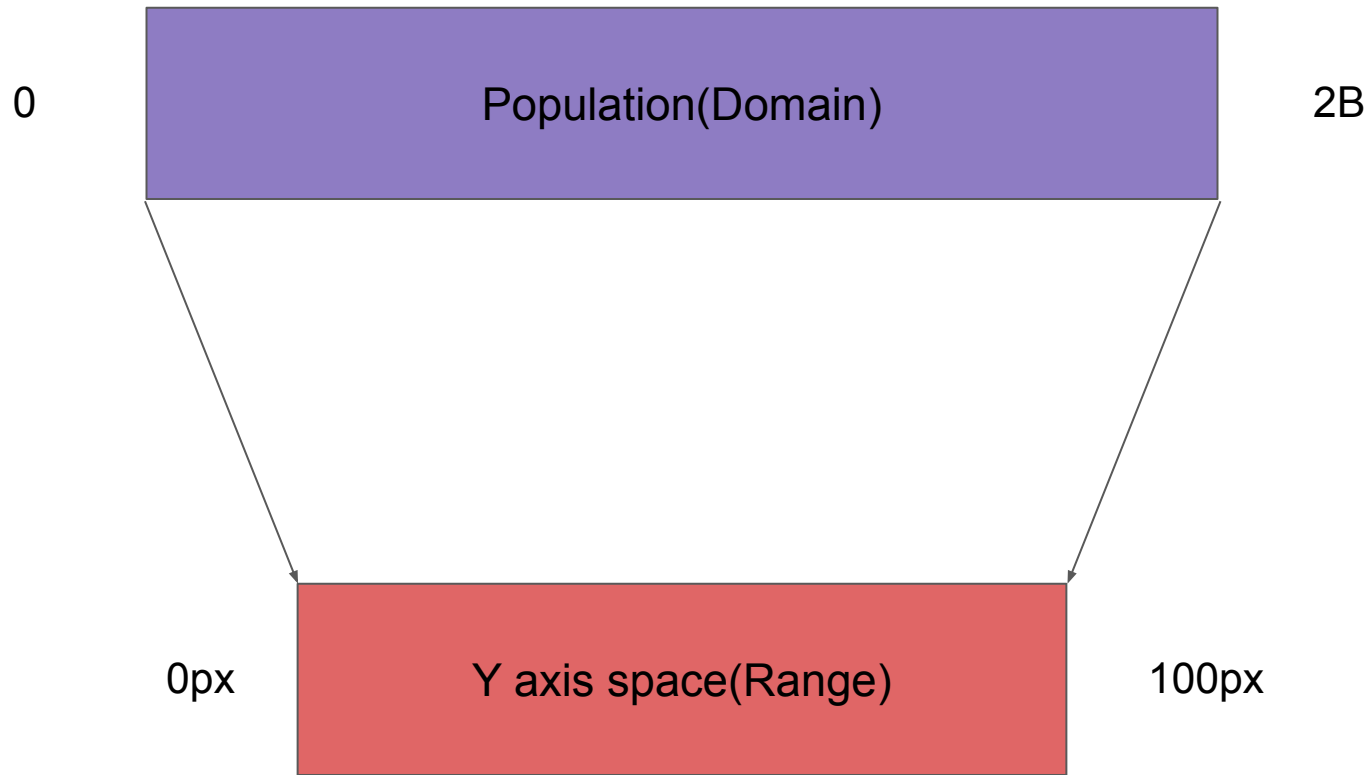 0
Population(Domain)
2B
0px
Y axis space(Range)
100px